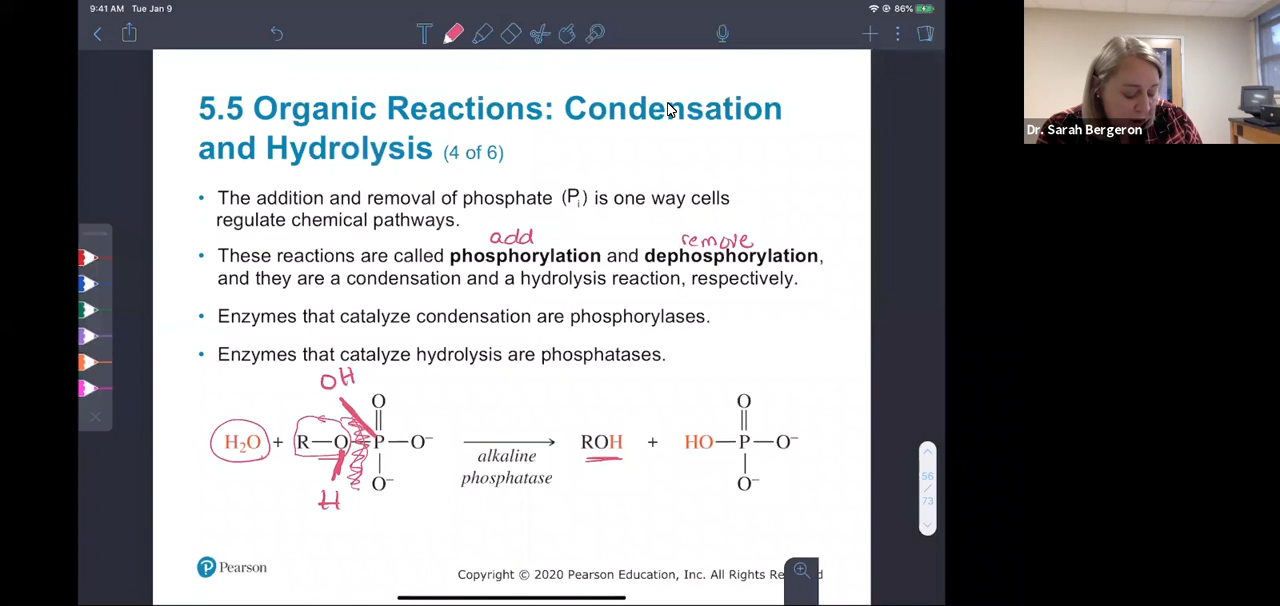 9:41 AM Tue Jan 9
86%
5.5 Organic Reactions: Condensation
and Hydrolysis (4 of 6)
• The addition and removal of phosphate (Pi) is one way cells
regulate chemical pathways.
add remove
• These reactions are called phosphorylation and dephosphorylation,
and they are a condensation and a hydrolysis reaction, respectively.
• Enzymes that catalyze condensation are phosphorylases.
• Enzymes that catalyze hydrolysis are phosphatases.
OH
O O
H₂O + R—O—P—O⁻ ROH + HO—P—O⁻
alkaline
phosphatase
O⁻ O⁻
H
56
/
73
Pearson
Copyright © 2020 Pearson Education, Inc. All Rights Re
Dr. Sarah Bergeron